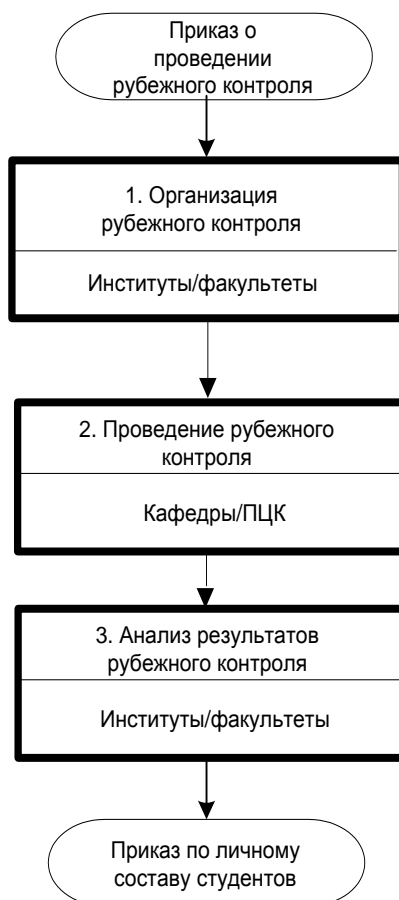 Приказ о
проведении
рубежного контроля
1. Организация
рубежного контроля
Институты/факультеты
2. Проведение рубежного
контроля
Кафедры/ПЦК
3. Анализ результатов
рубежного контроля
Институты/факультеты
Приказ по личному
составу студентов